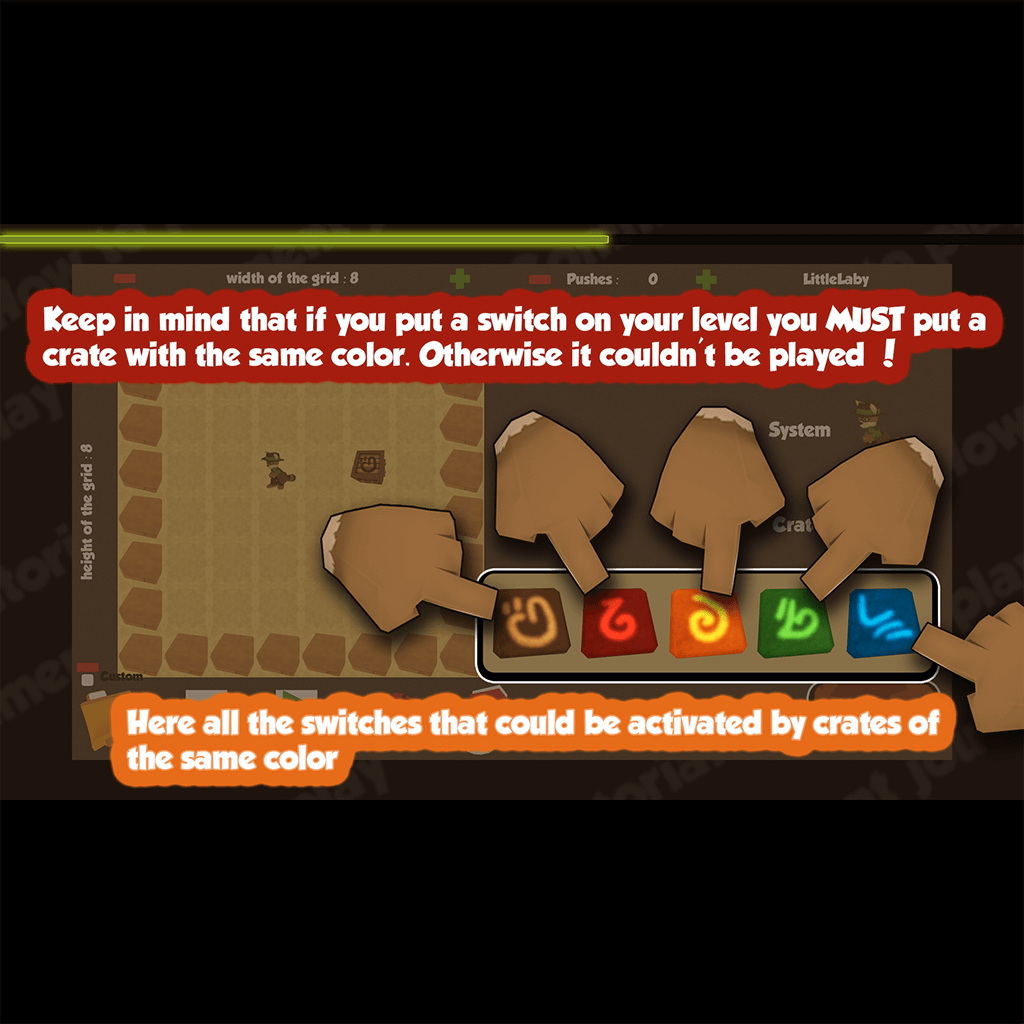 width of the grid : 8
Pushes : 0
LittleLaby
Keep in mind that if you put a switch on your level you MUST put a
crate with the same color. Otherwise it couldn't be played !
System
height of the grid : 8
Crat
Custom
Here all the switches that could be activated by crates of
the same color